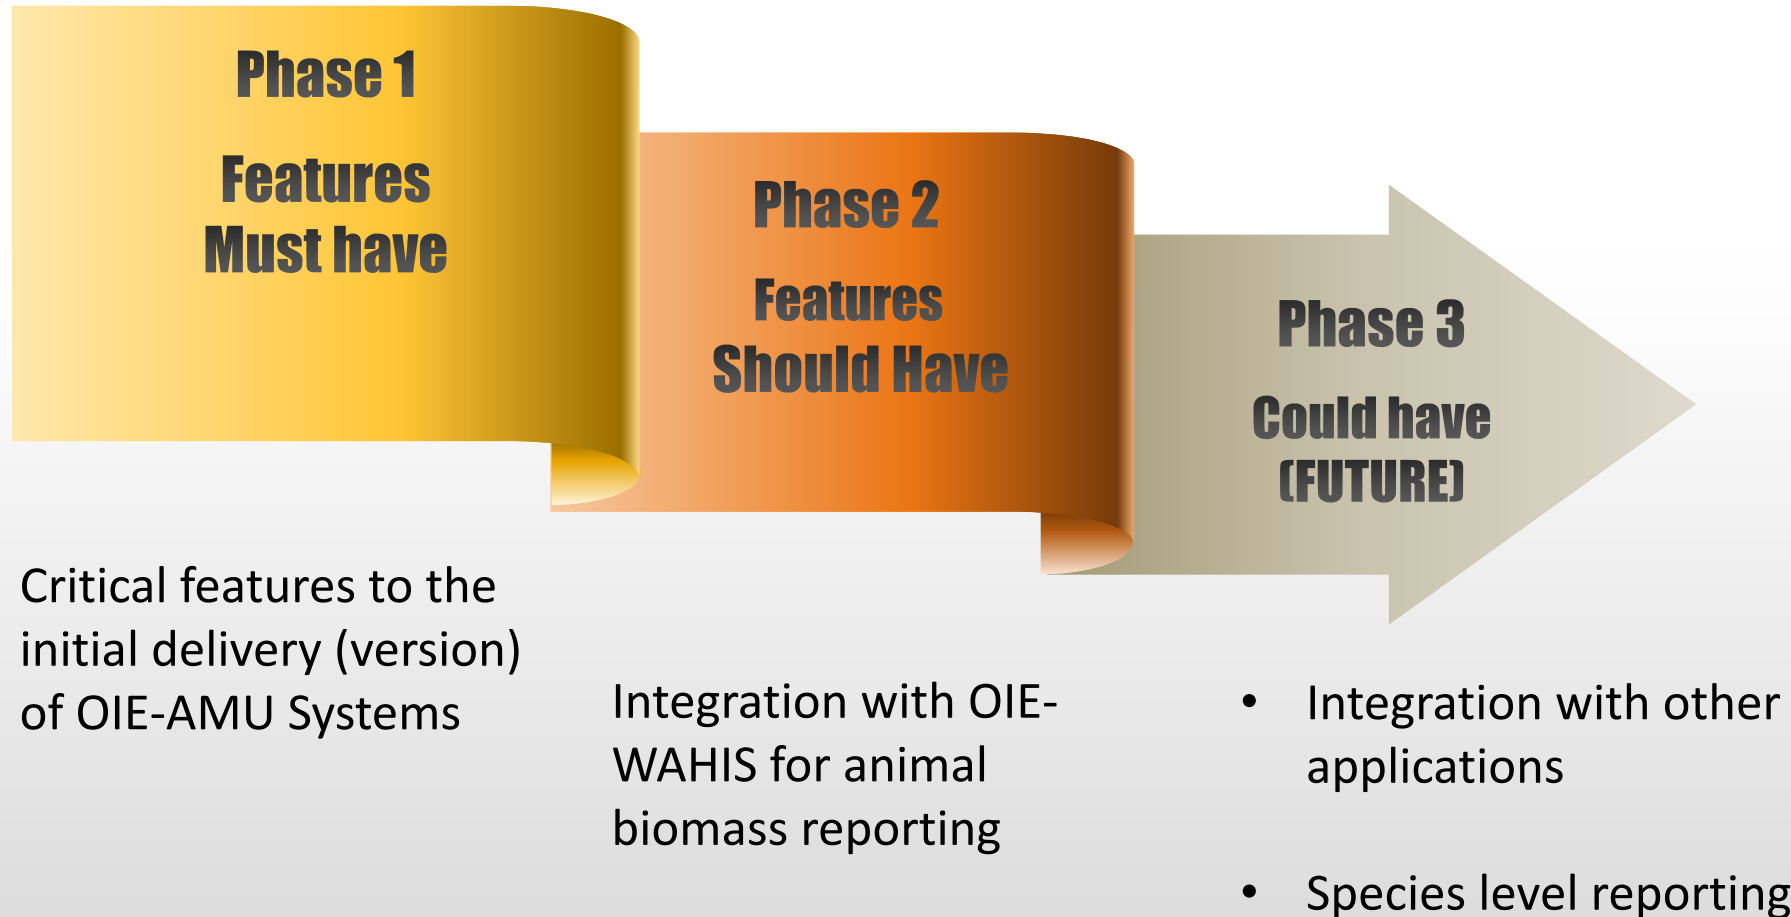 Phase 1
Features
Must have
Phase 2
Features
Should Have
Phase 3
Could have
(FUTURE)
Critical features to the
initial delivery (version)
of OIE-AMU Systems
Integration with OIE-
WAHIS for animal
biomass reporting
• Integration with other
applications
• Species level reporting